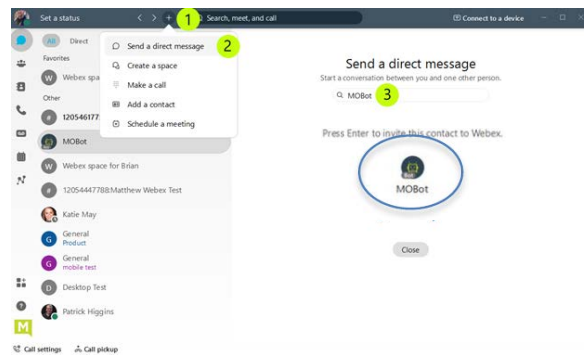 Set a status
1
Search, meet, and call
Connect to a device
All
Direct
Send a direct message
2
Create a space
Make a call
Add a contact
Schedule a meeting
Favorites
W
Webex spa
Other
#
120546177
MOBot
W
Webex space for Brian
#
12054447788:Matthew Webex Test
Katie May
G
General
Product
G
General
mobile test
D
Desktop Test
Patrick Higgins
M
Call settings
Call pickup
Send a direct message
Start a conversation between you and one other person.
MOBot
3
Press Enter to invite this contact to Webex.
Bot
MOBot
Close